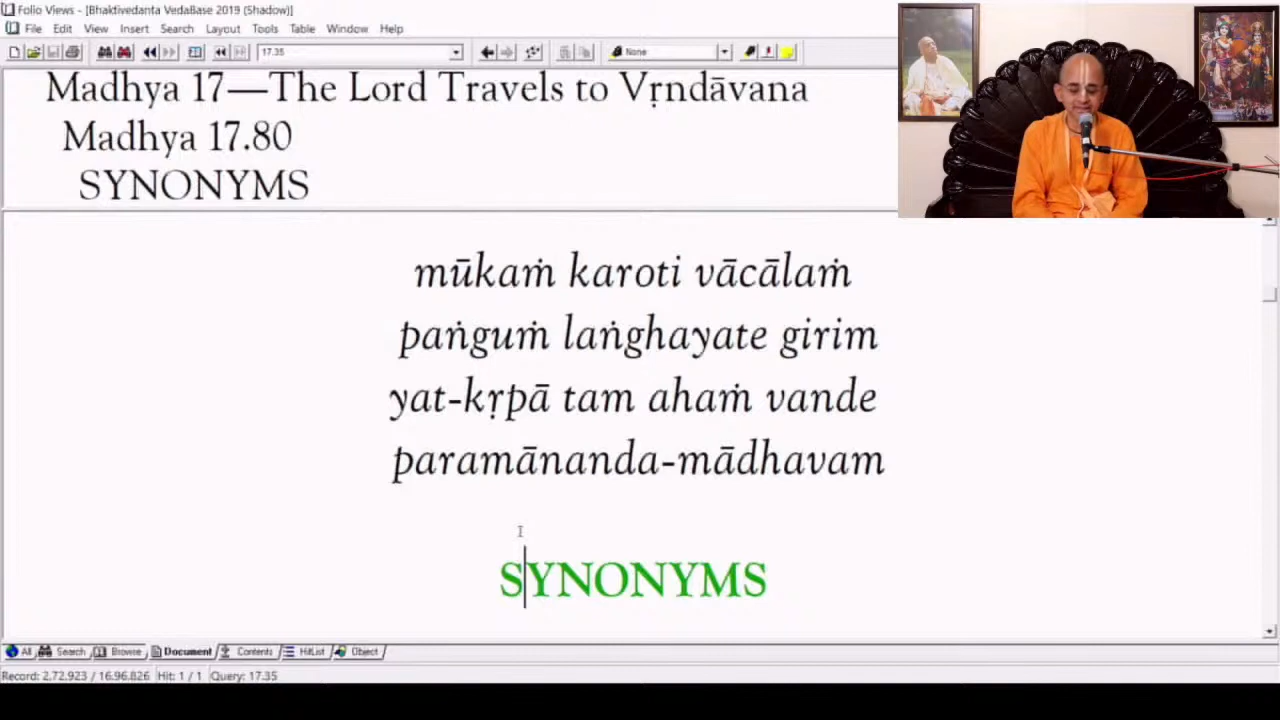 Folio Views - [Bhaktivedanta VedaBase 2019 (Shadow)]
File Edit View Insert Search Layout Tools Table Window Help
17.35 None
Madhya 17—The Lord Travels to Vṛndāvana
Madhya 17.80
SYNONYMS
mūkaṁ karoti vācālaṁ
paṅguṁ laṅghayate girim
yat-kṛpā tam ahaṁ vande
paramānanda-mādhavam
SYNONYMS
All Search Browse Document Contents HitList Object
Record: 2,72,923 / 16,96,826 Hit: 1 / 1 Query: 17.35